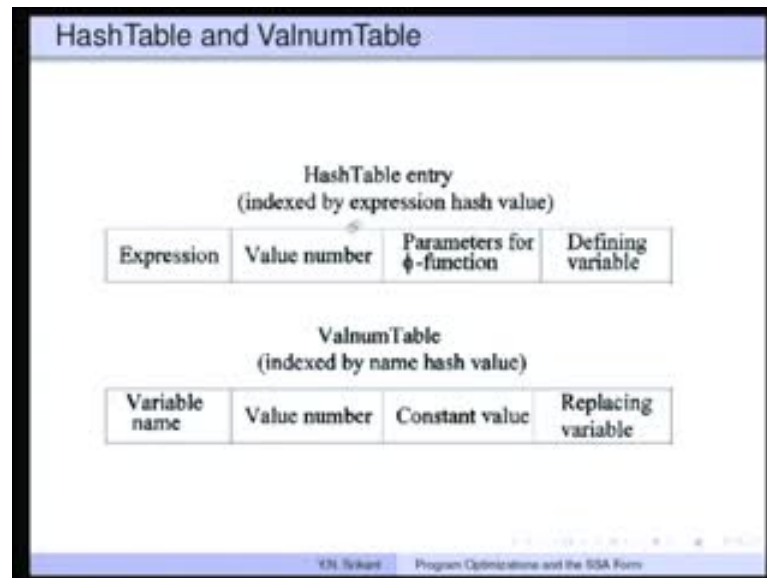 HashTable and ValnumTable
HashTable entry
(indexed by expression hash value)
Expression
Value number
Parameters for
ϕ-function
Defining
variable
ValnumTable
(indexed by name hash value)
Variable
name
Value number
Constant value
Replacing
variable
Y.N. Srikant
Program Optimizations and the SSA Form